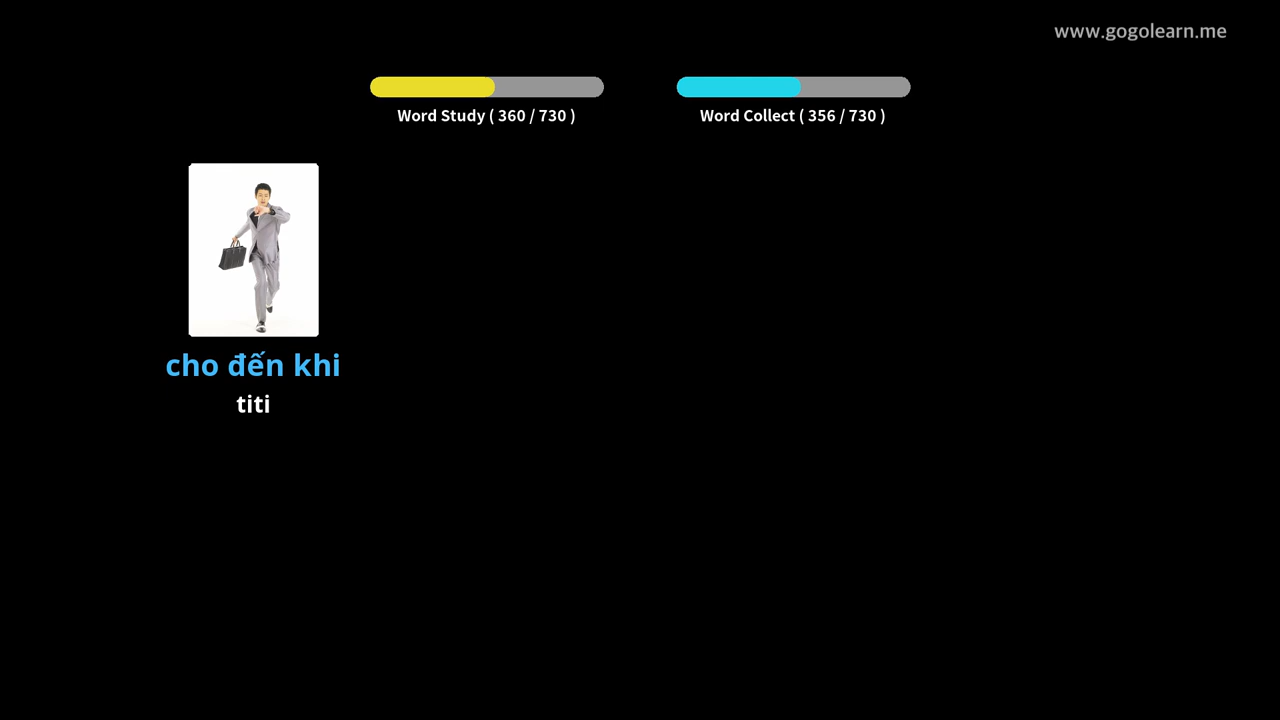 www.gogolearn.me
Word Study ( 360 / 730 )
Word Collect ( 356 / 730 )
cho đến khi
titi